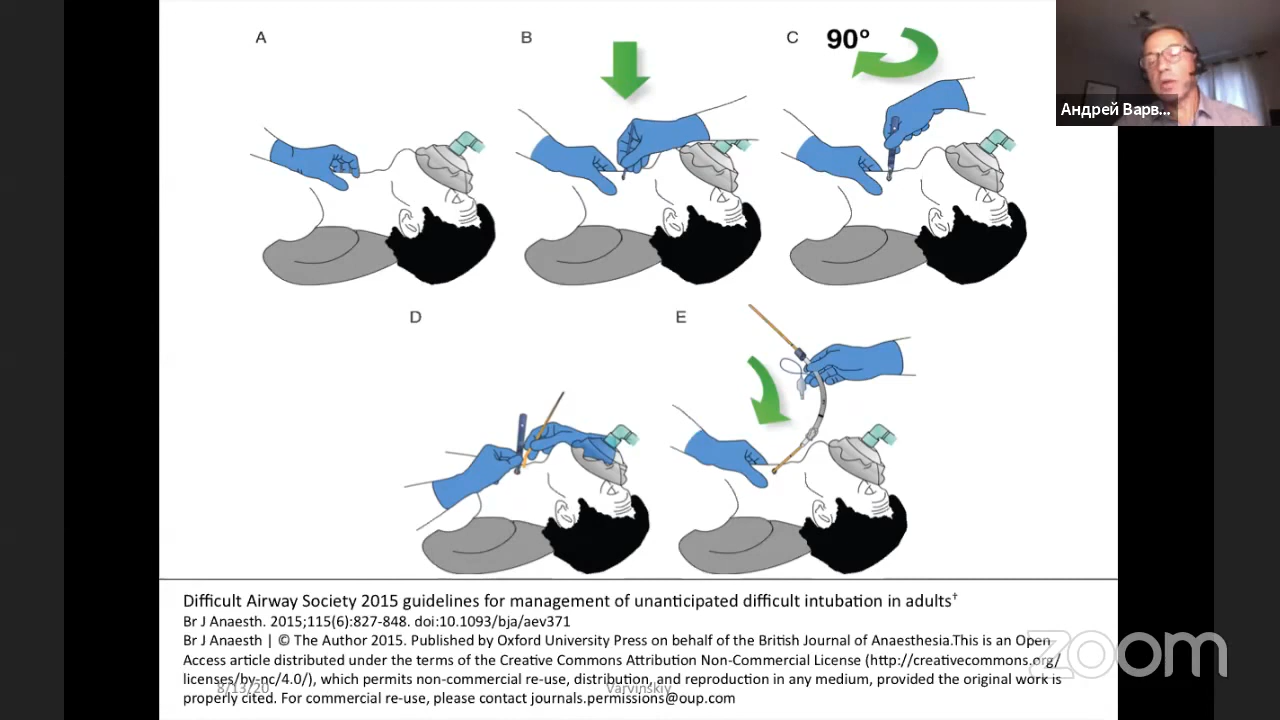 A
B
C
90º
Андрей Варв...
D
E
Difficult Airway Society 2015 guidelines for management of unanticipated difficult intubation in adults†
Br J Anaesth. 2015;115(6):827-848. doi:10.1093/bja/aev371
Br J Anaesth | © The Author 2015. Published by Oxford University Press on behalf of the British Journal of Anaesthesia.This is an Open
Access article distributed under the terms of the Creative Commons Attribution Non-Commercial License (http://creativecommons.org/
licenses/by-nc/4.0/), which permits non-commercial re-use, distribution, and reproduction in any medium, provided the original work is
properly cited. For commercial re-use, please contact journals.permissions@oup.com
8/13/20
Varvinskiy
zoom